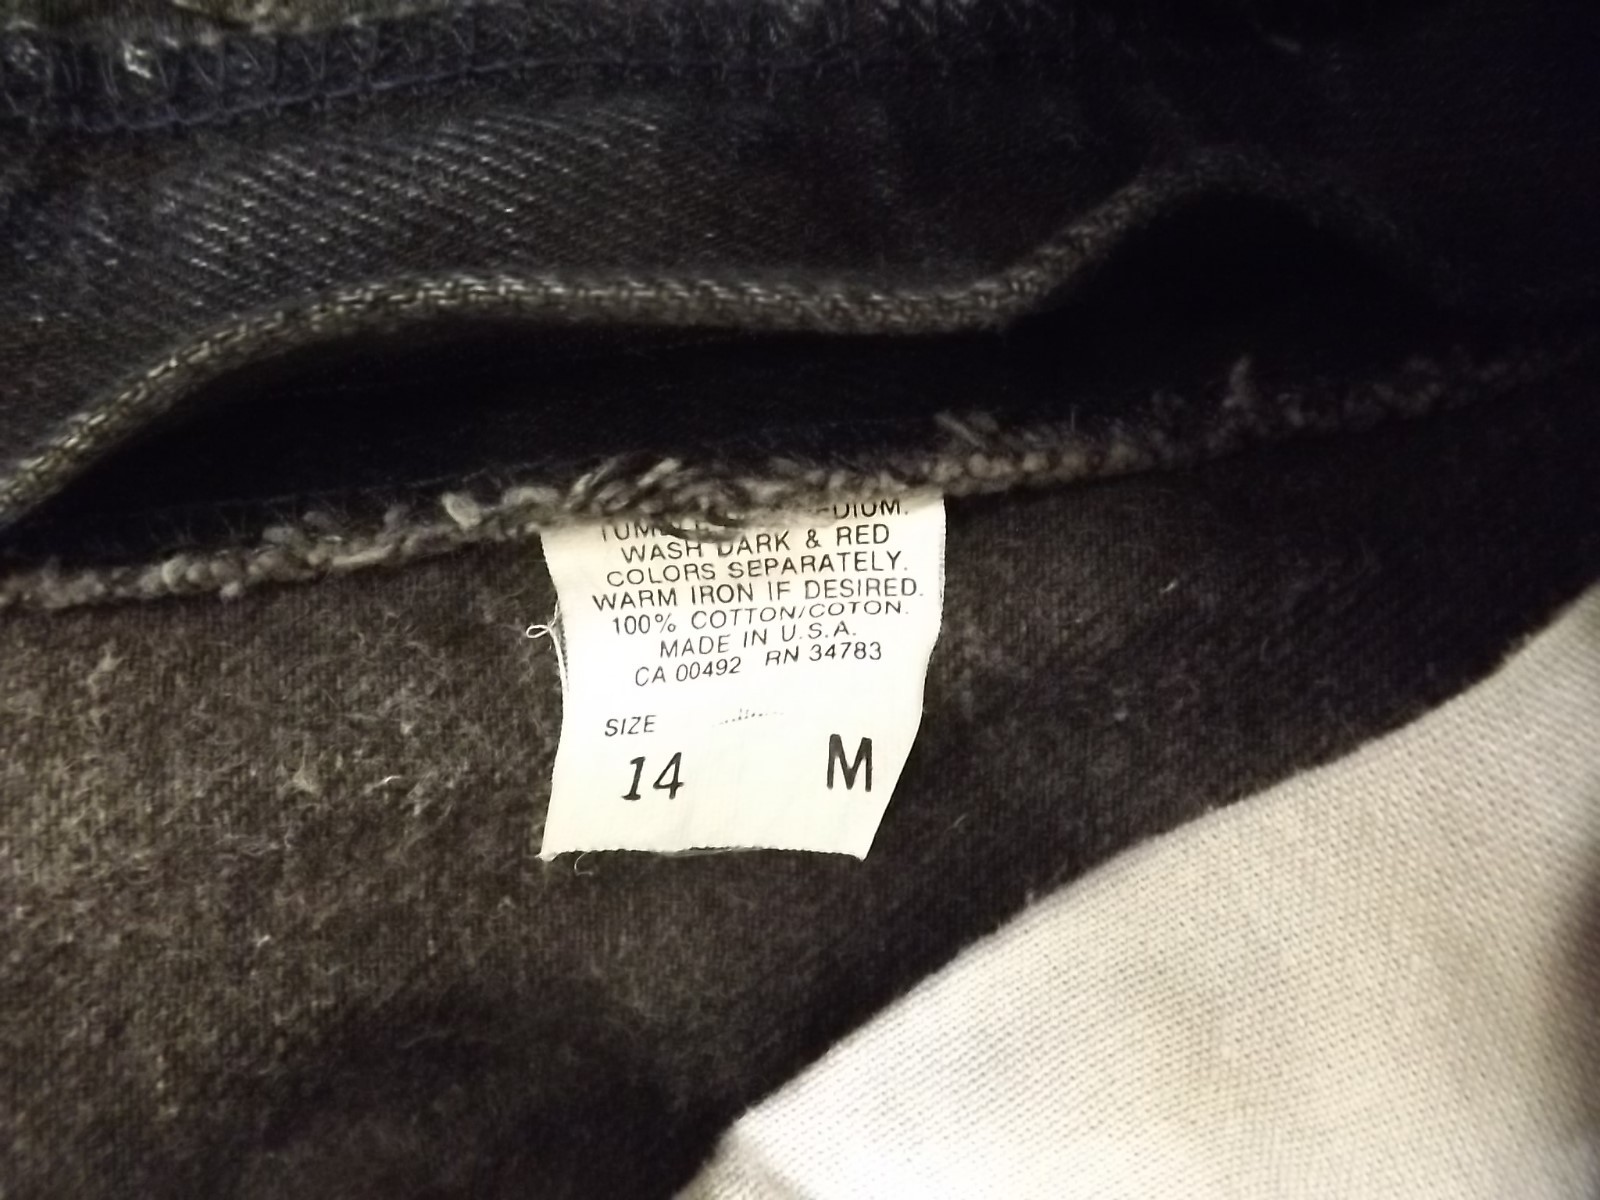 WASH DARK & RED
COLORS SEPARATELY.
WARM IRON IF DESIRED.
100% COTTON/COTON.
MADE IN U.S.A.
CA 00492 RN 34783
SIZE
14 M